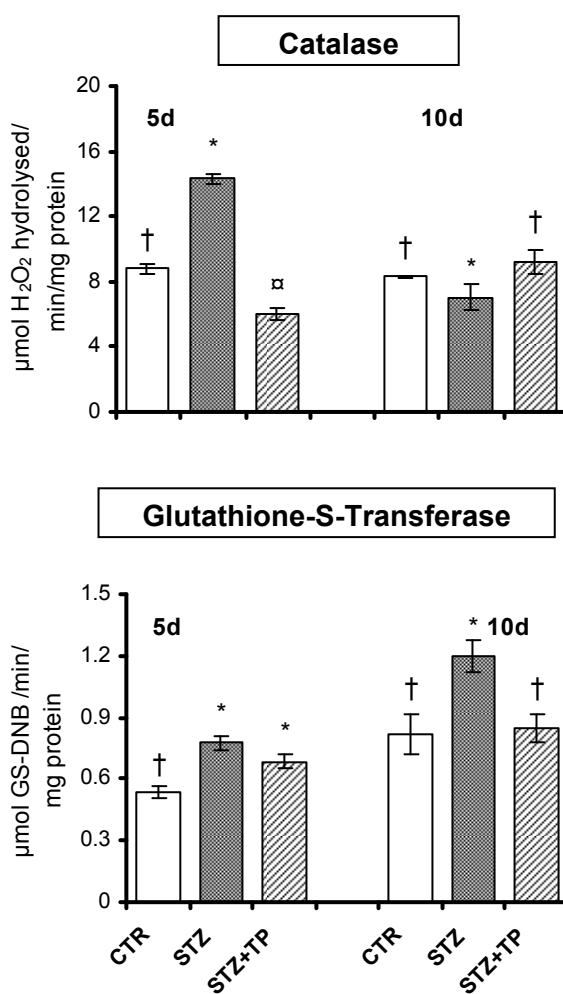 Catalase
µmol H₂O₂ hydrolysed/
min/mg protein
20
16
12
8
4
0
5d
10d
†
*
¤
†
*
†
Glutathione-S-Transferase
µmol GS-DNB /min/
mg protein
1.5
1.2
0.9
0.6
0.3
0
5d
10d
†
*
*
†
*
†
CTR
STZ
STZ+TP
CTR
STZ
STZ+TP